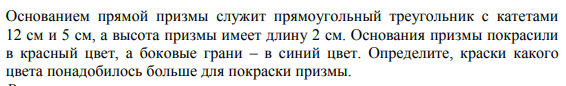 Основанием прямой призмы служит прямоугольный треугольник с катетами
12 см и 5 см, а высота призмы имеет длину 2 см. Основания призмы покрасили
в красный цвет, а боковые грани – в синий цвет. Определите, краски какого
цвета понадобилось больше для покраски призмы.